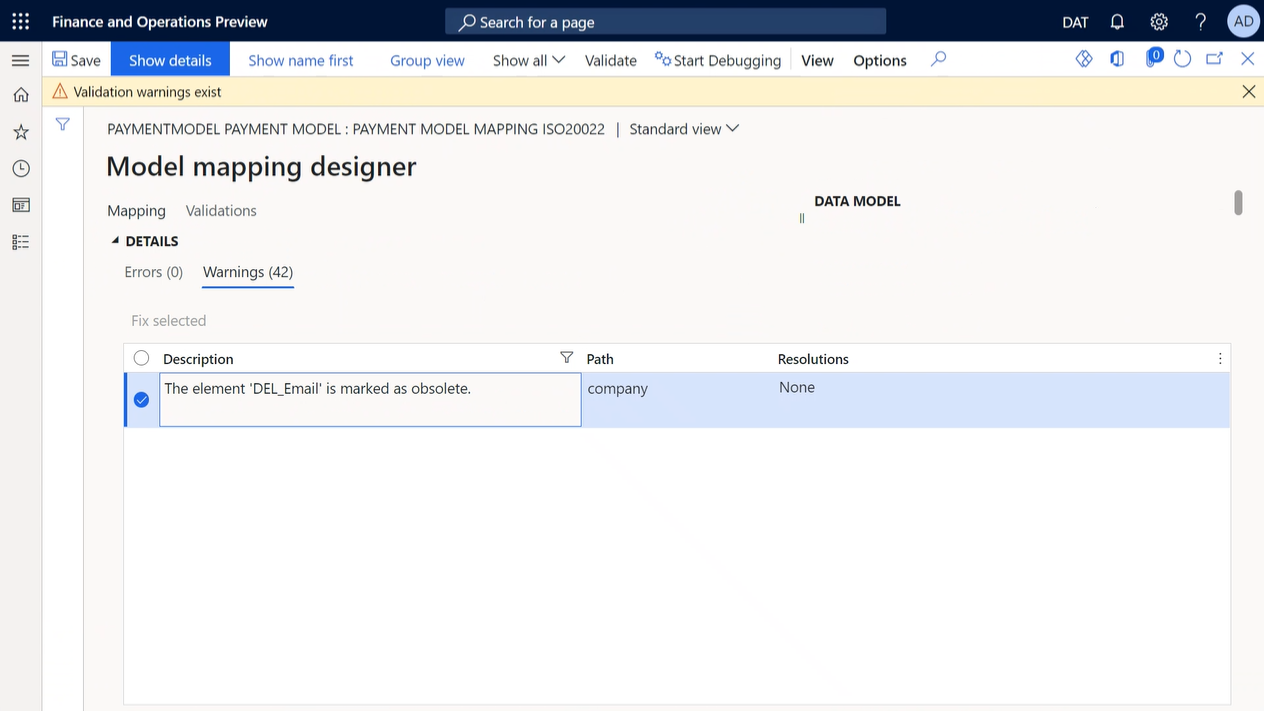 Finance and Operations Preview
Search for a page
DAT
AD
Save
Show details
Show name first
Group view
Show all
Validate
Start Debugging
View
Options
0
Validation warnings exist
PAYMENTMODEL PAYMENT MODEL : PAYMENT MODEL MAPPING ISO20022 | Standard view
Model mapping designer
Mapping
Validations
DATA MODEL
DETAILS
Errors (0)
Warnings (42)
Fix selected
Description
Path
Resolutions
The element 'DEL_Email' is marked as obsolete.
company
None